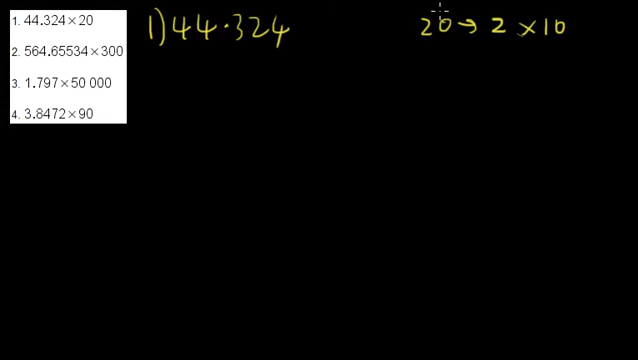 1. 44.324×20
2. 564.65534×300
3. 1.797×50 000
4. 3.8472×90
1) 44.324
20 → 2 × 10